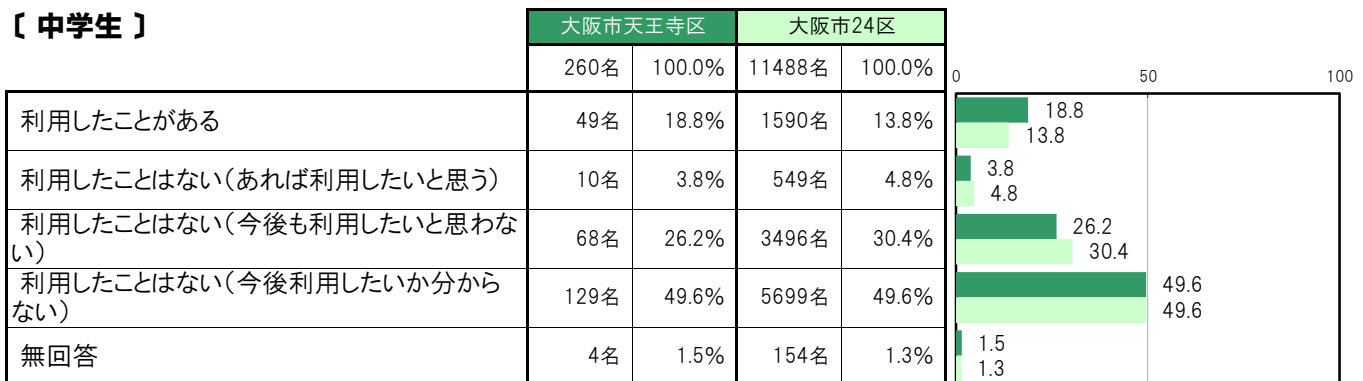 〔 中学生 〕
大阪市天王寺区 大阪市24区
260名 100.0% 11488名 100.0%
0 50 100
利用したことがある 49名 18.8% 1590名 13.8%
18.8
13.8
利用したことはない（あれば利用したいと思う） 10名 3.8% 549名 4.8%
3.8
4.8
利用したことはない（今後も利用したいと思わな
い） 68名 26.2% 3496名 30.4%
26.2
30.4
利用したことはない（今後利用したいか分から
ない） 129名 49.6% 5699名 49.6%
49.6
49.6
無回答 4名 1.5% 154名 1.3%
1.5
1.3